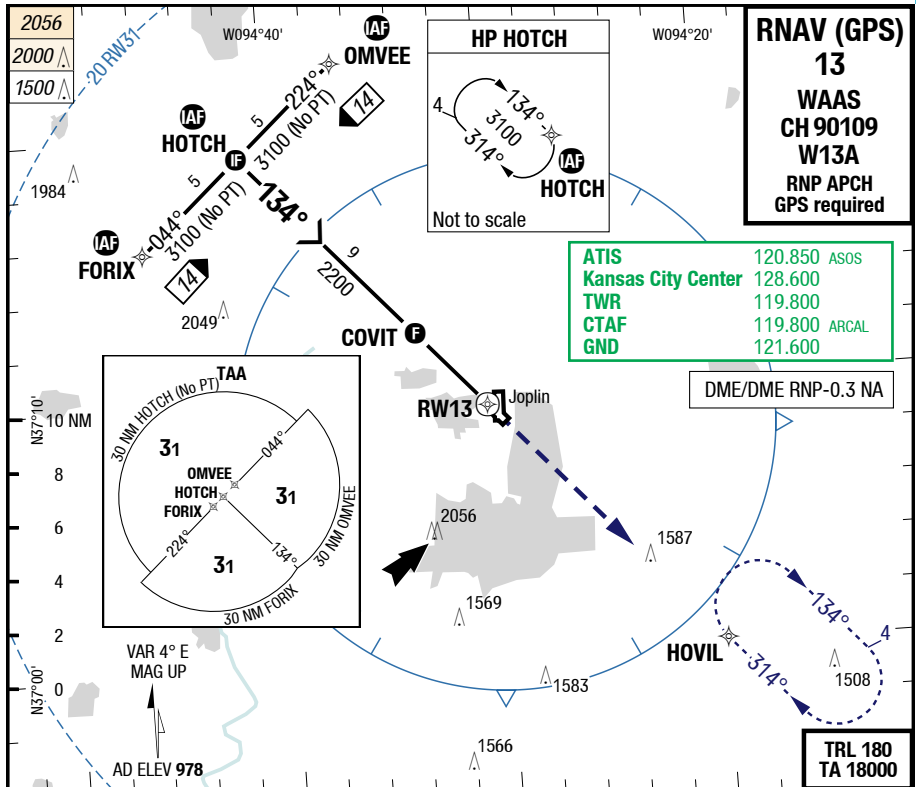 2056
2000
1500
20 RW31
W094°40'
W094°20'
IAF
OMVEE
224°
14
5
3100 (No PT)
IAF
HOTCH
IF
5
044°
3100 (No PT)
IAF
FORIX
14
134°
9
2200
COVIT
F
RW13
Joplin
1984
2049
HP HOTCH
4
134°
3100
314°
IAF
HOTCH
Not to scale
RNAV (GPS)
13
WAAS
CH 90109
W13A
RNP APCH
GPS required
ATIS 120.850 ASOS
Kansas City Center 128.600
TWR 119.800
CTAF 119.800 ARCAL
GND 121.600
DME/DME RNP-0.3 NA
N37°10'
10 NM
8
6
4
2
0
N37°00'
TAA
30 NM HOTCH (No PT)
31
044°
OMVEE
HOTCH
FORIX
31
224°
134°
31
30 NM OMVEE
30 NM FORIX
2056
1587
1569
1583
1566
HOVIL
134°
4
314°
1508
VAR 4° E
MAG UP
AD ELEV 978
TRL 180
TA 18000